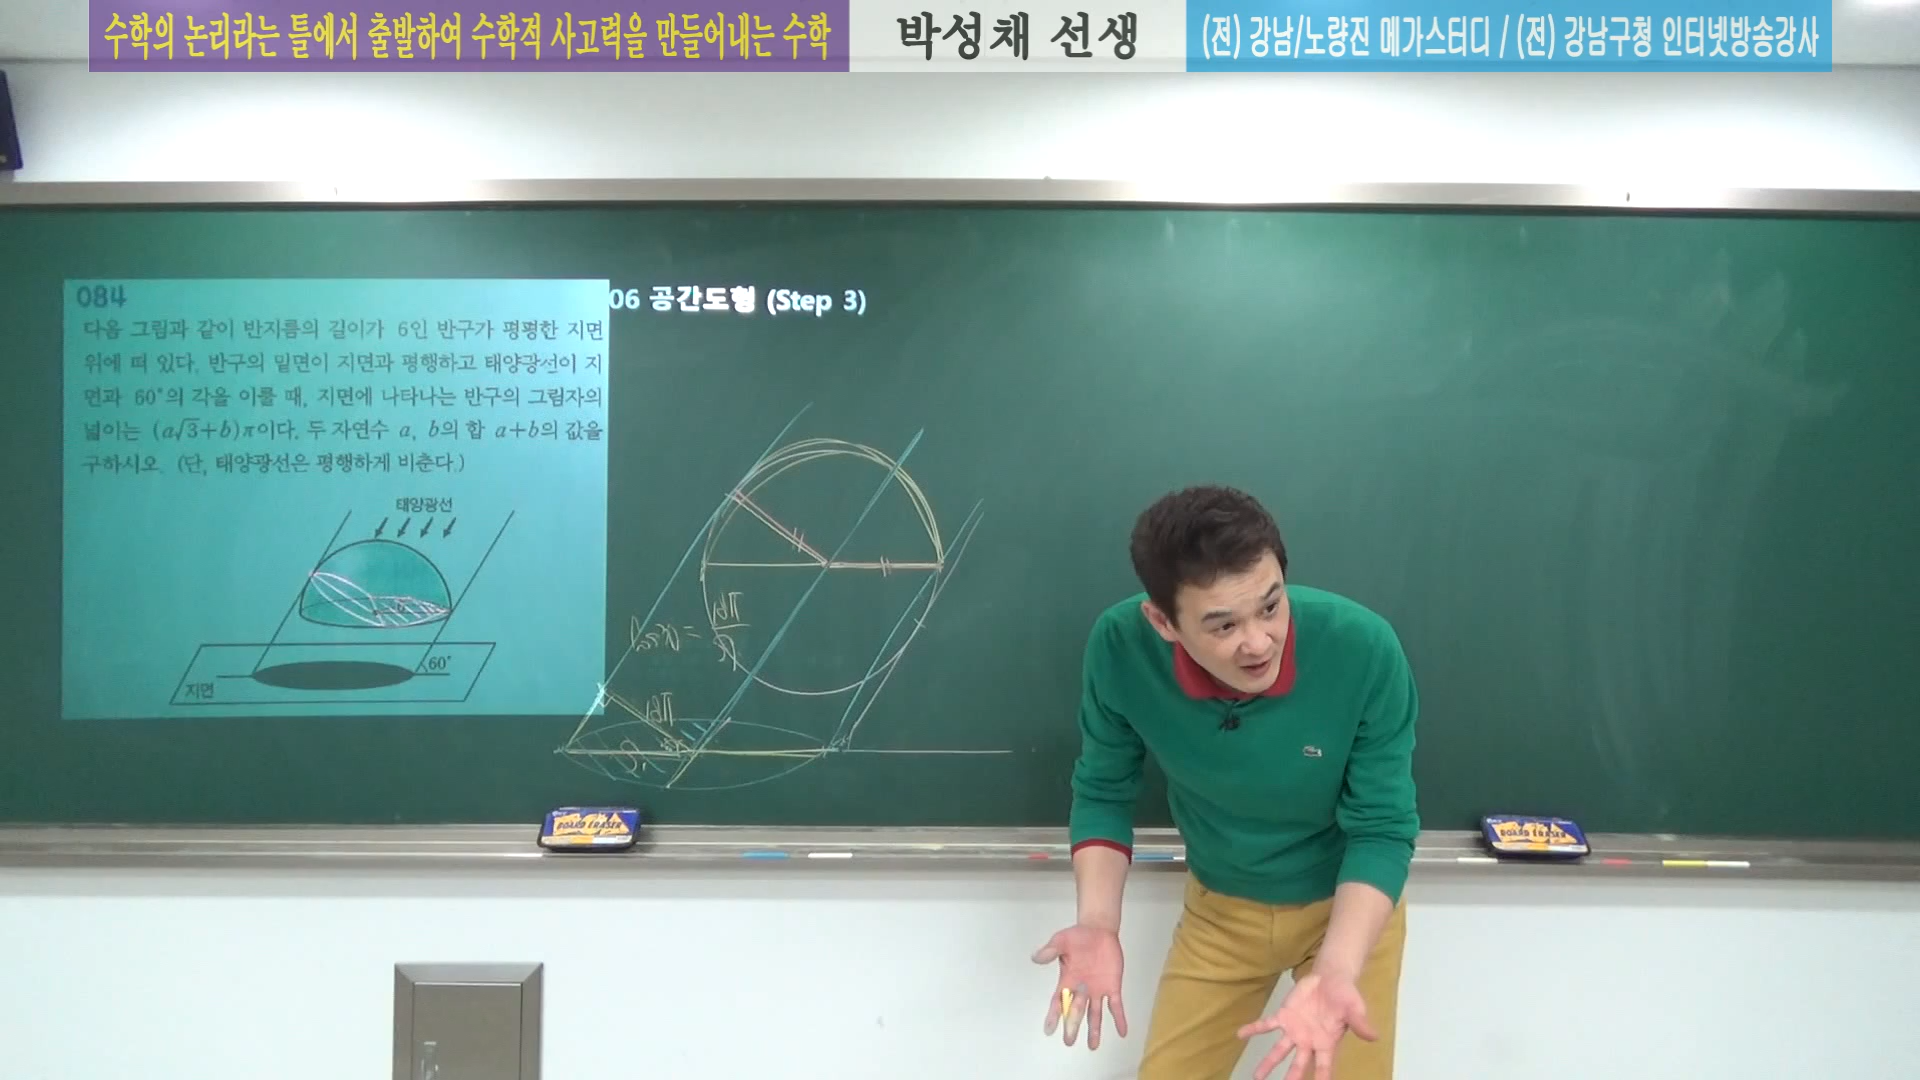 수학의 논리라는 틀에서 출발하여 수학적 사고력을 만들어내는 수학
박성채 선생
(전) 강남/노량진 메가스터디 / (전) 강남구청 인터넷방송강사
084
06 공간도형 (Step 3)
다음 그림과 같이 반지름의 길이가 6인 반구가 평평한 지면
위에 떠 있다. 반구의 밑면이 지면과 평행하고 태양광선이 지
면과 60°의 각을 이룰 때, 지면에 나타나는 반구의 그림자의
넓이는 (a√3+b)π이다. 두 자연수 a, b의 합 a+b의 값을
구하시오. (단, 태양광선은 평행하게 비춘다.)
태양광선
60°
지면
BOARD ERASER
BOARD ERASER